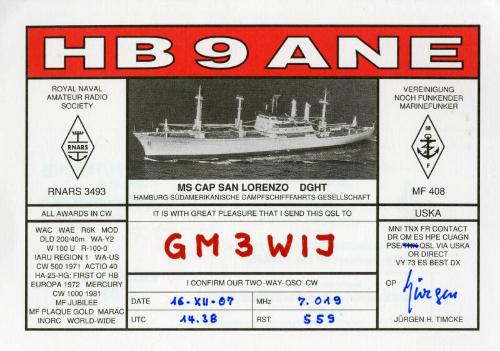 HB9ANE
ROYAL NAVAL
AMATEUR RADIO
SOCIETY
RNARS
RNARS 3493
MS CAP SAN LORENZO DGHT
HAMBURG-SÜDAMERIKANISCHE DAMPFSCHIFFFAHRTS-GESELLSCHAFT
VEREINIGUNG
NOCH FUNKENDER
MARINEFUNKER
M
F
MF 408
ALL AWARDS IN CW
WAC WAE R6K MOD
DLD 200/40m WA-Y2
W 100 U R-100-0
IARU REGION 1 WA-US
CW 500 1971 ACTIO 40
HA-25-HG: FIRST OF HB
EUROPA 1972 MERCURY
CW 1000 1981
MF JUBILEE
MF PLAQUE GOLD MARAC
INORC WORLD-WIDE
IT IS WITH GREAT PLEASURE THAT I SEND THIS QSL TO
GM3WIJ
I CONFIRM OUR TWO-WAY-QSO CW
DATE 16-XII-07 MHz 7.019
UTC 14.38 RST 559
USKA
MNI TNX FR CONTACT
DR OM ES HPE CUAGN
PSE/TNX QSL VIA USKA
OR DIRECT
VY 73 ES BEST DX
OP Jürgen
JÜRGEN H. TIMCKE